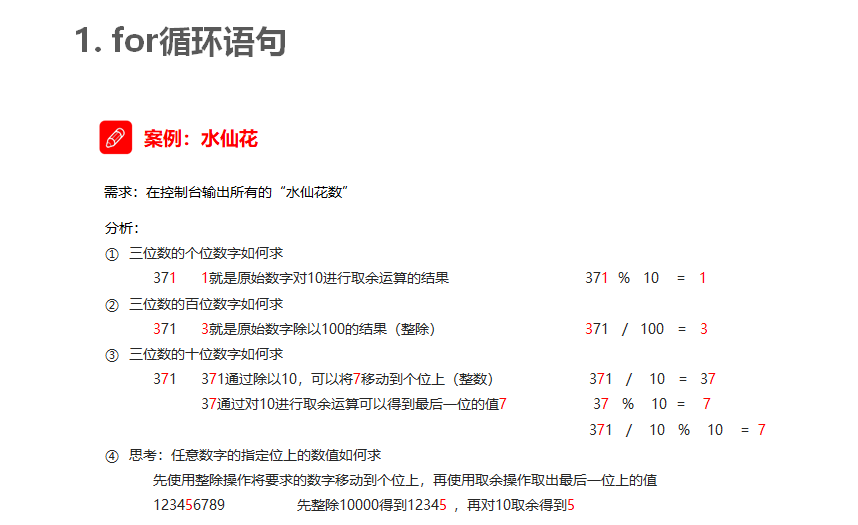 1. for循环语句
案例：水仙花
需求：在控制台输出所有的“水仙花数”
分析：
① 三位数的个位数字如何求
371 1就是原始数字对10进行取余运算的结果 371 % 10 = 1
② 三位数的百位数字如何求
371 3就是原始数字除以100的结果（整除） 371 / 100 = 3
③ 三位数的十位数字如何求
371 371通过除以10，可以将7移动到个位上（整数） 371 / 10 = 37
37通过对10进行取余运算可以得到最后一位的值7 37 % 10 = 7
371 / 10 % 10 = 7
④ 思考：任意数字的指定位上的数值如何求
先使用整除操作将要求的数字移动到个位上，再使用取余操作取出最后一位上的值
123456789 先整除10000得到12345 ，再对10取余得到5